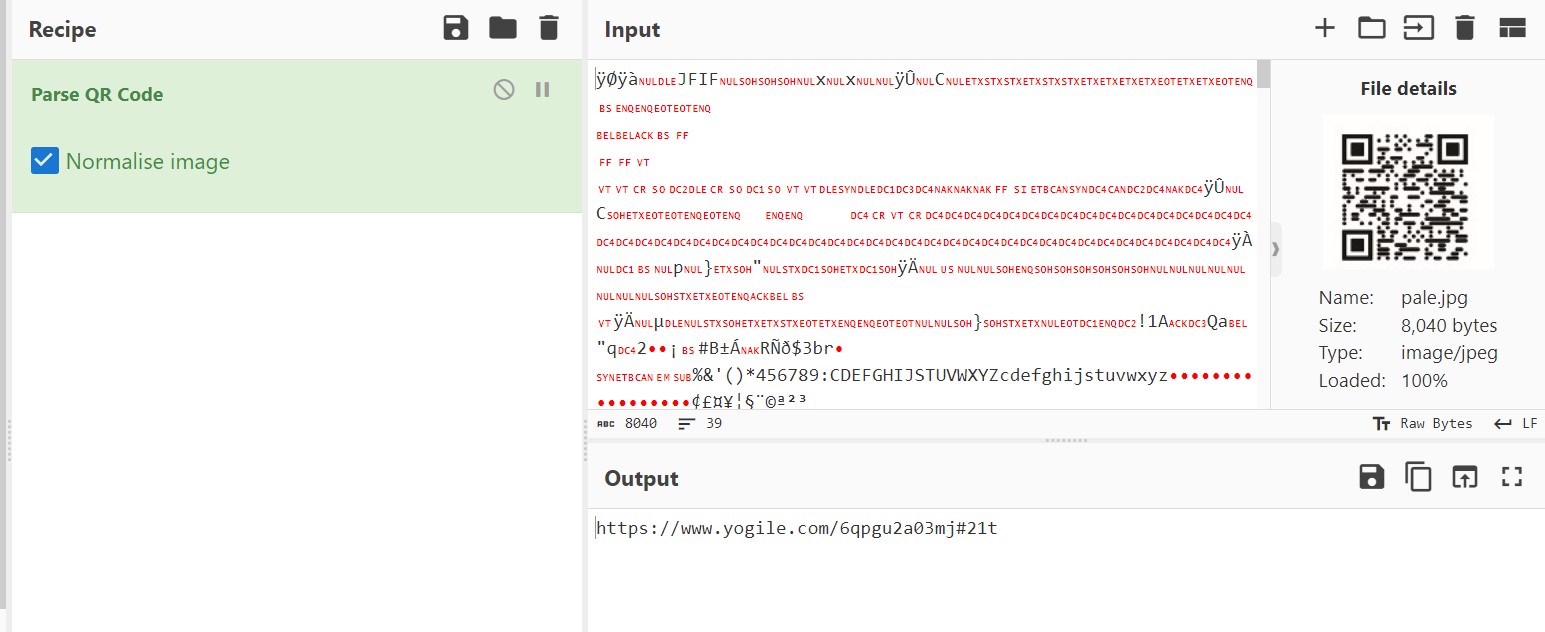 Recipe
Parse QR Code
Normalise image
Input
ÿØÿàNULDLEJFIFNULSOHSOHSOHNULxNULxNULNULÿÛNULCNULETXSTXSTXETXSTXSTXETXETXETXETXEOTETXETXEOTENQ
BS ENQENQEOTEOTENQ
BELBELACK BS FF
FF FF VT
VT VT CR SO DC2DLE CR SO DC1 SO VT VT DLESYNDLEDC1DC3DC4NAKNAKNAK FF SI ETBCANSYNDC4CANDC2DC4NAKDC4ÿÛNUL
CSOHETXEOTEOTENQEOTENQ ENQENQ DC4 CR VT CR DC4DC4DC4DC4DC4DC4DC4DC4DC4DC4DC4DC4DC4DC4DC4DC4DC4
DC4DC4DC4DC4DC4DC4DC4DC4DC4DC4DC4DC4DC4DC4DC4DC4DC4DC4DC4DC4DC4DC4DC4DC4DC4DC4DC4DC4DC4DC4DC4DC4DC4ÿÀ
NULDC1 BS NULpNUL}ETXSOH"NULSTXDC1SOHETXDC1SOHÿÄNUL US NULNULSOHENQSOHSOHSOHSOHSOHSOHNULNULNULNULNUL
NULNULNULSOHSTXETXEOTENQACKBEL BS
VT ÿÄNULµDLENULSTXSOHETXETXSTXEOTETXENQENQEOTEOTNULNULSOH}SOHSTXETXNULEOTDC1ENQDC2!1AACKDC3QaBEL
"qDC42••¡ BS #B±ÁNAKRÑð$3br•
SYNETBCAN EM SUB%&'()*456789:CDEFGHIJSTUVWXYZcdefghijstuvwxyz••••••••
•••••••••¢£¤¥¦§¨©ª²³
File details
Name: pale.jpg
Size: 8,040 bytes
Type: image/jpeg
Loaded: 100%
ABC 8040 39
Raw Bytes LF
Output
https://www.yogile.com/6qpgu2a03mj#21t